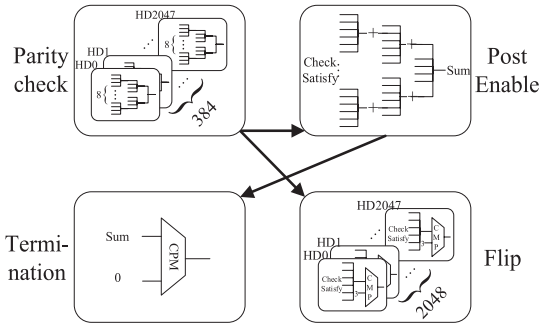 Parity
check
HD2047
HD1
HD0
8
8
384
Check
Satisfy
Sum
Post
Enable
Termi-
nation
Sum
0
CPM
HD2047
HD1
HD0
Check
Satisfy
3
C
M
P
Check
Satisfy
3
C
M
P
2048
Flip